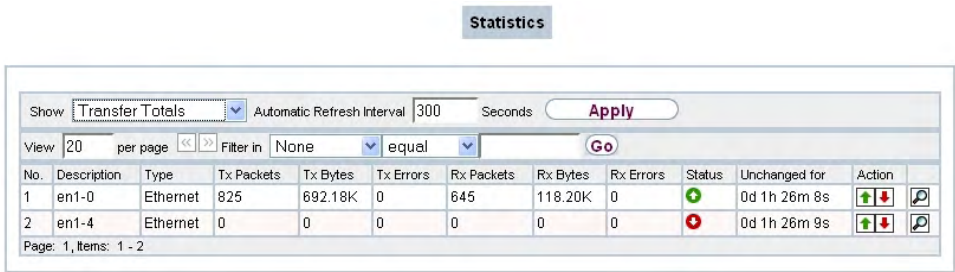 Statistics
Show Transfer Totals Automatic Refresh Interval 300 Seconds Apply
View 20 per page << >> Filter in None equal Go
No. Description Type Tx Packets Tx Bytes Tx Errors Rx Packets Rx Bytes Rx Errors Status Unchanged for Action
1 en1-0 Ethernet 825 692.18K 0 645 118.20K 0 0d 1h 26m 8s
2 en1-4 Ethernet 0 0 0 0 0 0 0d 1h 26m 9s
Page: 1, Items: 1 - 2